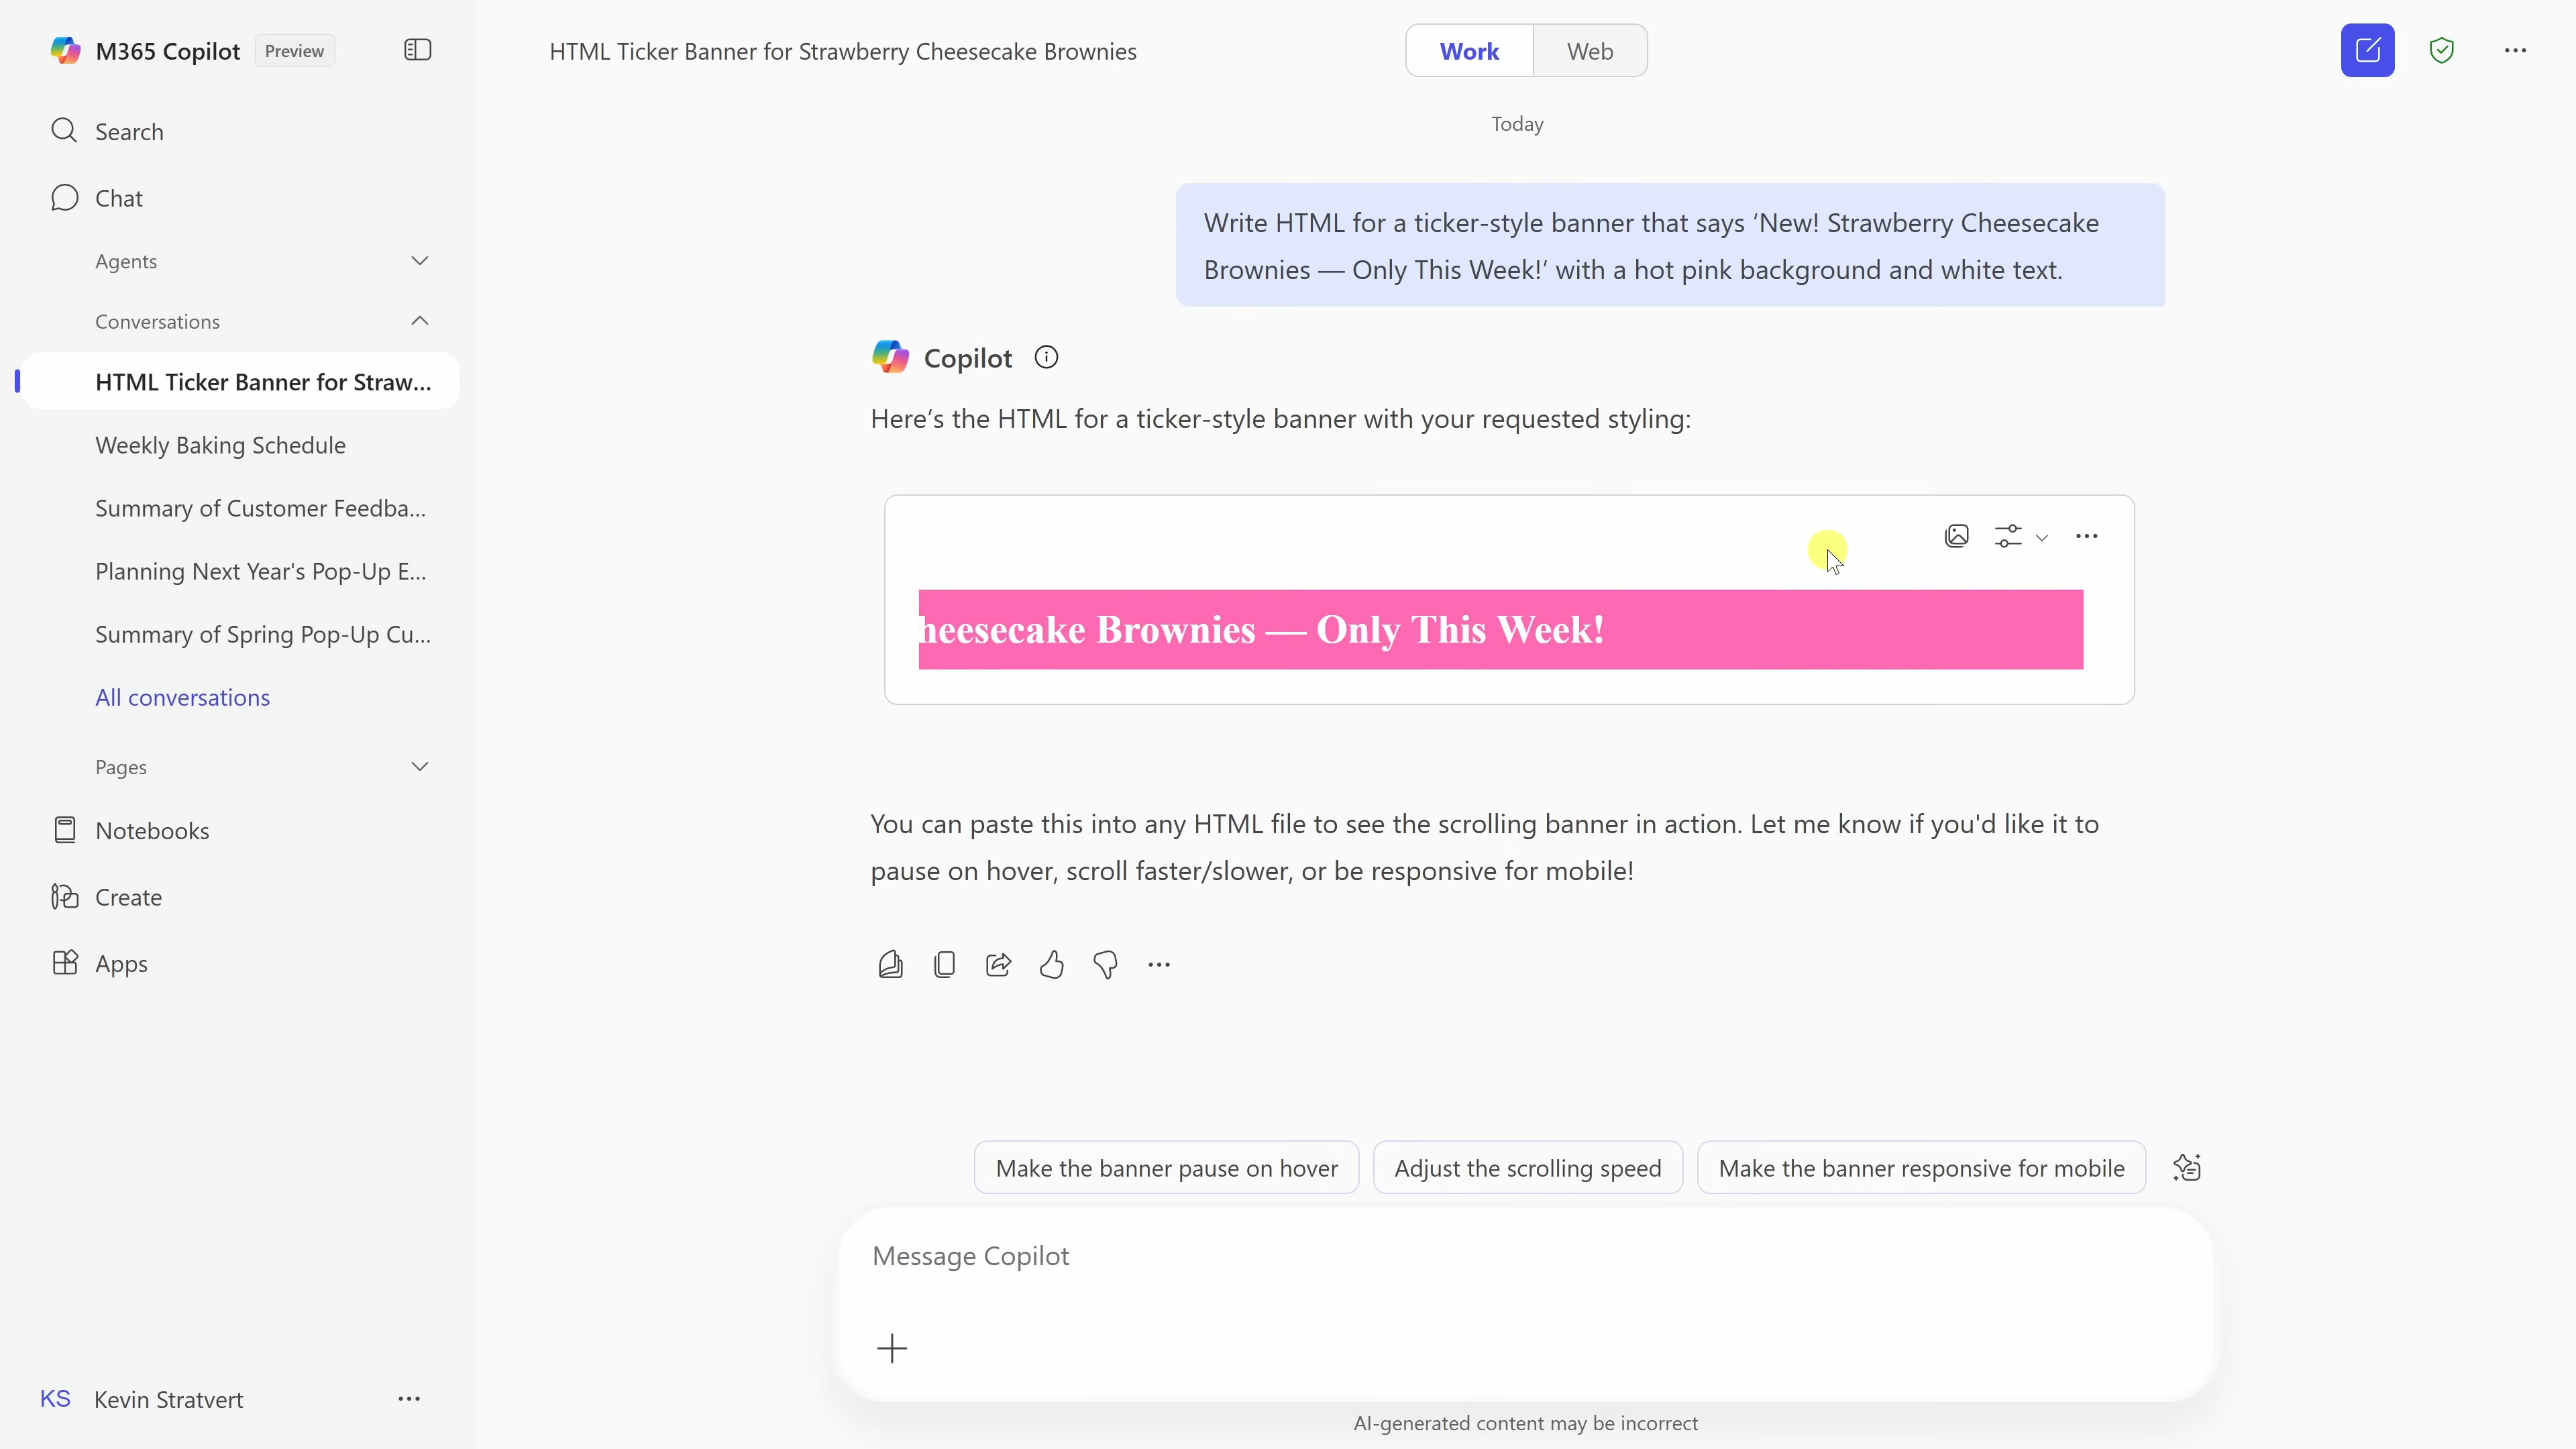 M365 Copilot Preview
Search
Chat
Agents
Conversations
HTML Ticker Banner for Straw...
Weekly Baking Schedule
Summary of Customer Feedba...
Planning Next Year's Pop-Up E...
Summary of Spring Pop-Up Cu...
All conversations
Pages
Notebooks
Create
Apps
KS Kevin Stratvert
HTML Ticker Banner for Strawberry Cheesecake Brownies
Work Web
Today
Write HTML for a ticker-style banner that says ‘New! Strawberry Cheesecake
Brownies — Only This Week!’ with a hot pink background and white text.
Copilot
Here’s the HTML for a ticker-style banner with your requested styling:
heesecake Brownies — Only This Week!
You can paste this into any HTML file to see the scrolling banner in action. Let me know if you'd like it to
pause on hover, scroll faster/slower, or be responsive for mobile!
Make the banner pause on hover Adjust the scrolling speed Make the banner responsive for mobile
Message Copilot
AI-generated content may be incorrect